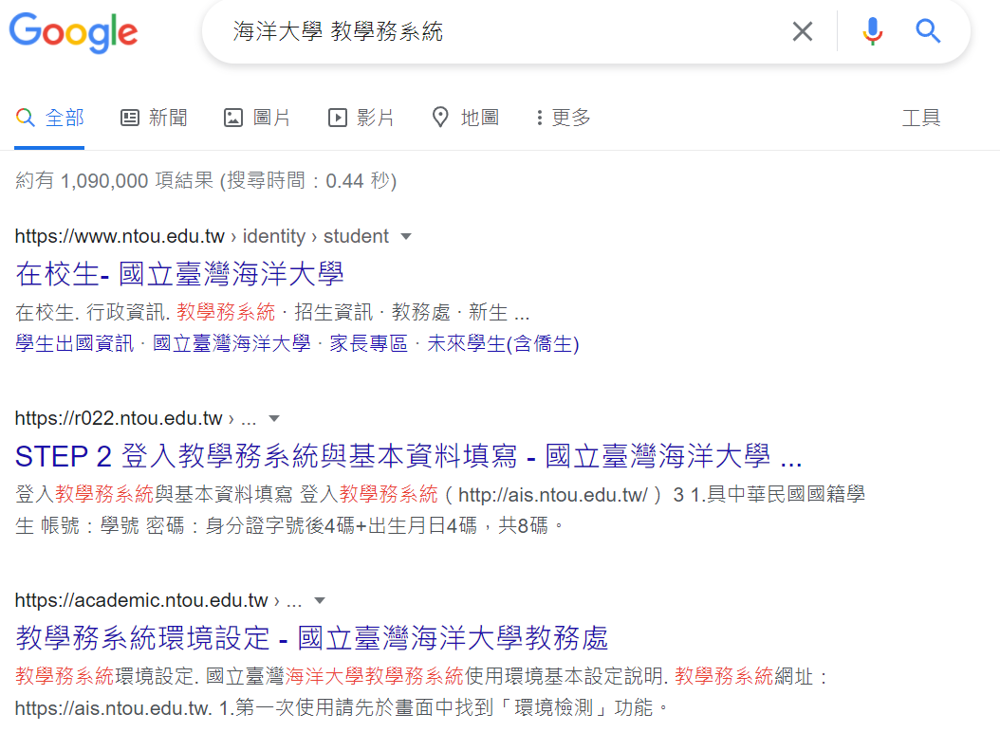 Google
海洋大學 教學務系統
全部 新聞 圖片 影片 地圖 更多 工具
約有 1,090,000 項結果 (搜尋時間：0.44 秒)
https://www.ntou.edu.tw › identity › student
在校生- 國立臺灣海洋大學
在校生. 行政資訊. 教學務系統 · 招生資訊 · 教務處 · 新生 ...
學生出國資訊 · 國立臺灣海洋大學 · 家長專區 · 未來學生(含僑生)
https://r022.ntou.edu.tw › ...
STEP 2 登入教學務系統與基本資料填寫 - 國立臺灣海洋大學 ...
登入教學務系統與基本資料填寫 登入教學務系統（http://ais.ntou.edu.tw/） 3 1.具中華民國國籍學
生 帳號：學號 密碼：身分證字號後4碼+出生月日4碼，共8碼。
https://academic.ntou.edu.tw › ...
教學務系統環境設定 - 國立臺灣海洋大學教務處
教學務系統環境設定. 國立臺灣海洋大學教學務系統使用環境基本設定說明. 教學務系統網址：
https://ais.ntou.edu.tw. 1.第一次使用請先於畫面中找到「環境檢測」功能。